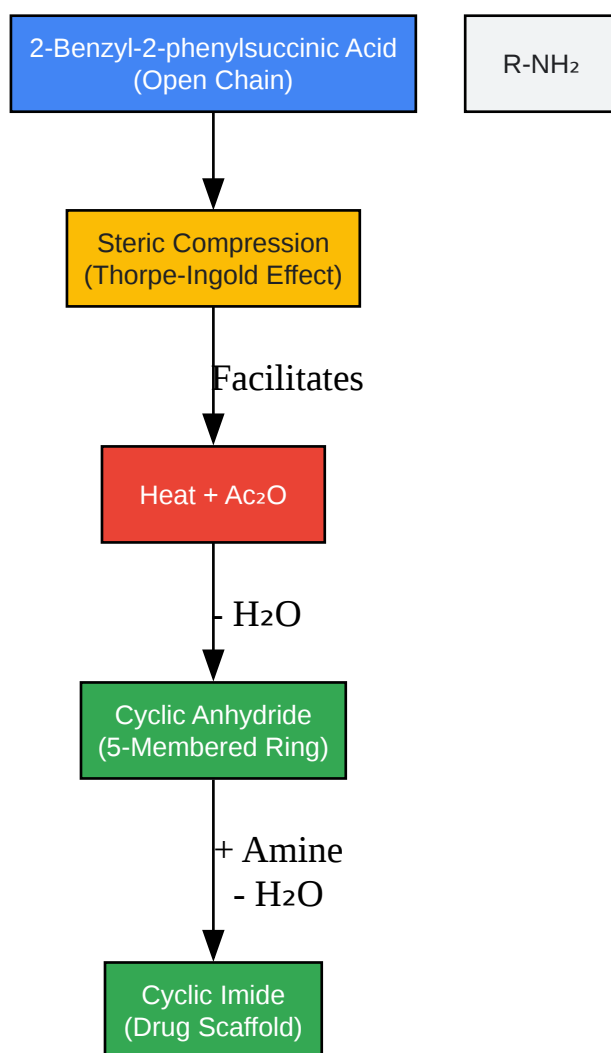 2-Benzyl-2-phenylsuccinic Acid
(Open Chain)
R-NH₂
Steric Compression
(Thorpe-Ingold Effect)
Facilitates
Heat + Ac₂O
- H₂O
Cyclic Anhydride
(5-Membered Ring)
+ Amine
- H₂O
Cyclic Imide
(Drug Scaffold)